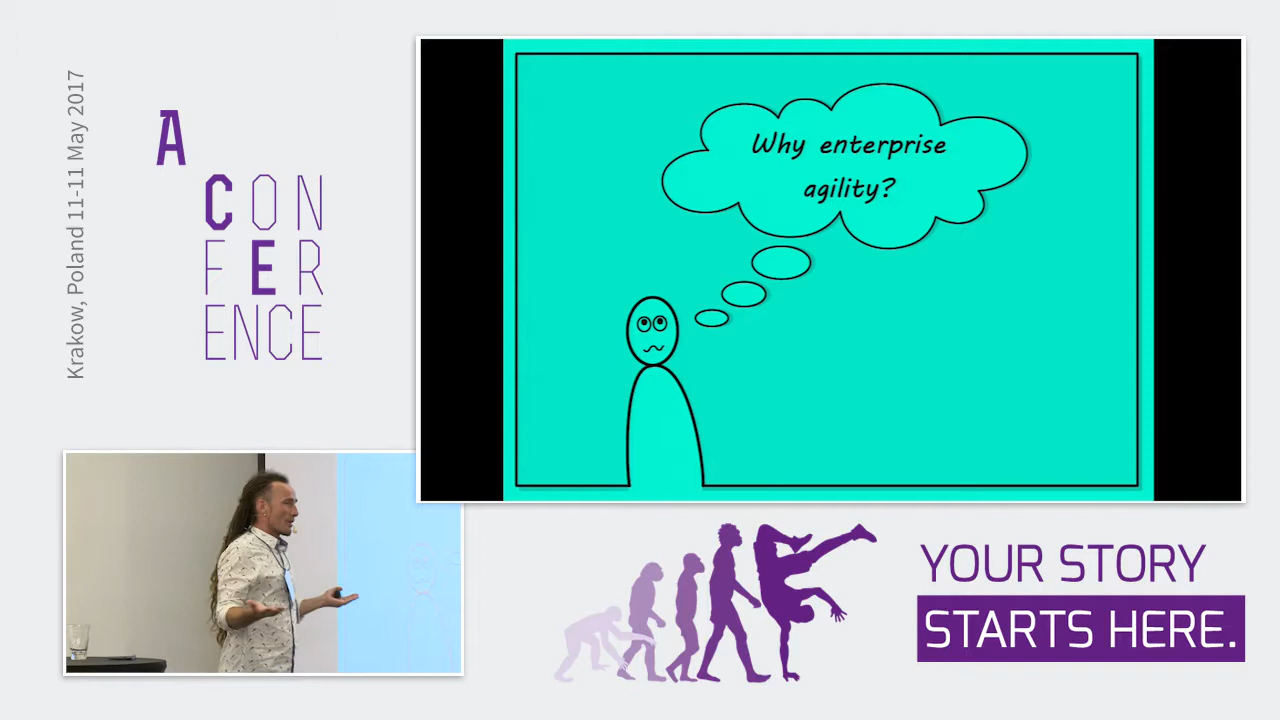 Krakow, Poland 11-11 May 2017
A
CON
FER
ENCE
Why enterprise
agility?
YOUR STORY
STARTS HERE.